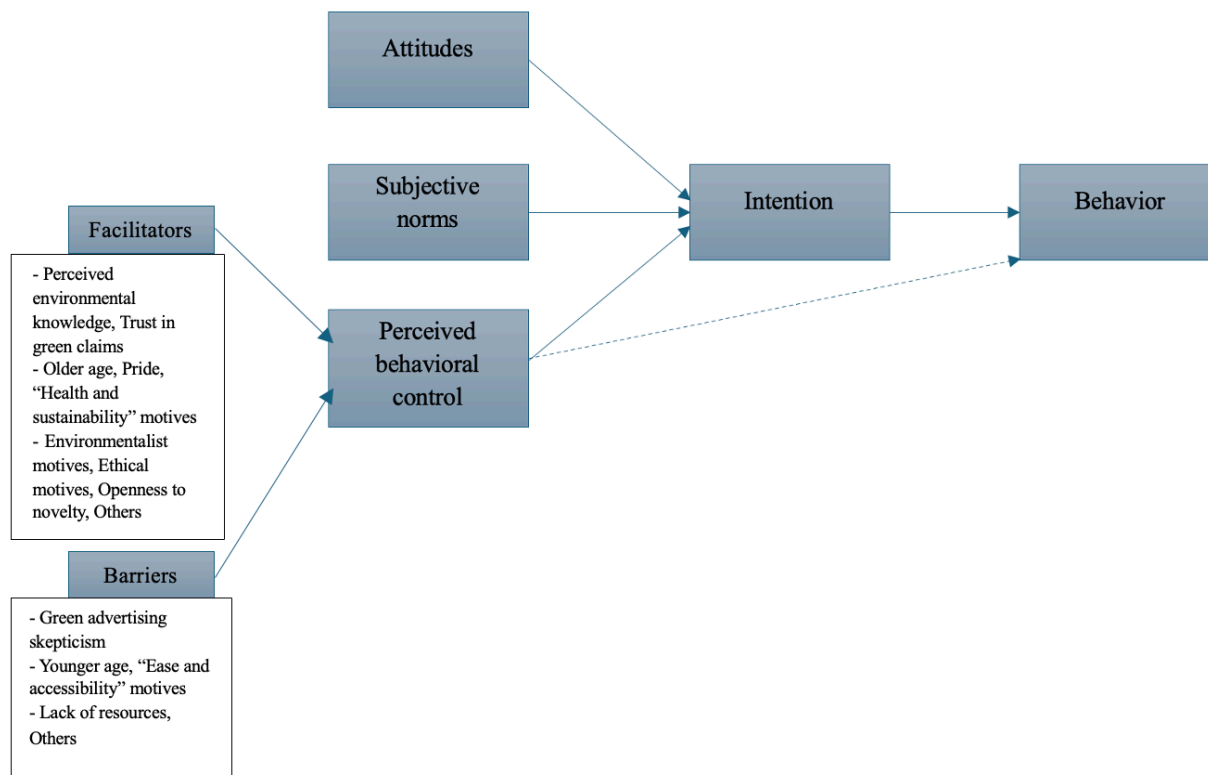 Attitudes
Subjective
norms
Intention
Behavior
Facilitators
- Perceived
environmental
knowledge, Trust in
green claims
- Older age, Pride,
“Health and
sustainability” motives
- Environmentalist
motives, Ethical
motives, Openness to
novelty, Others
Perceived
behavioral
control
Barriers
- Green advertising
skepticism
- Younger age, “Ease and
accessibility” motives
- Lack of resources,
Others